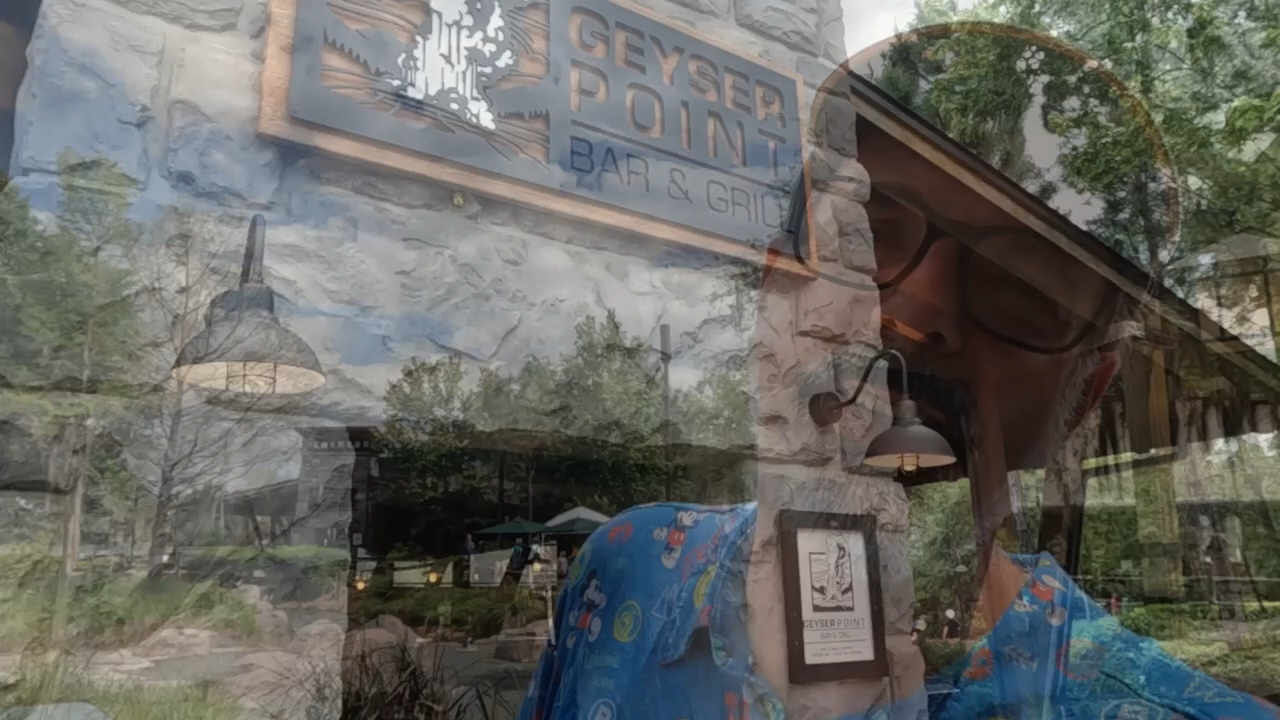 GEYSER
POINT
BAR & GRILL
GEYSER POINT
BAR & GRILL